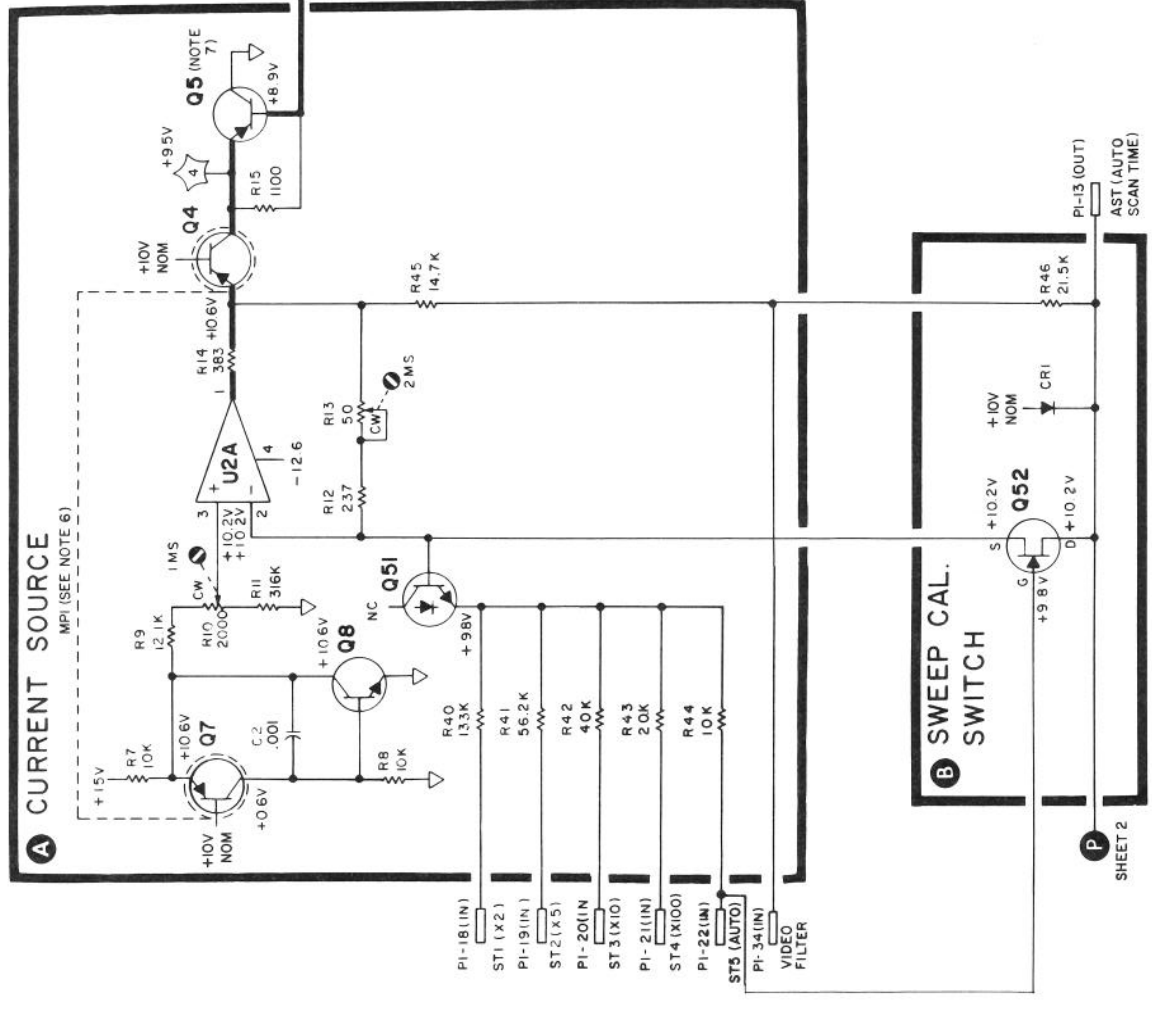 A CURRENT SOURCE
MP1 (SEE NOTE 6)
+15V
R7
10K
+10.6V
Q7
+10V
NOM
+0.6V
C2
.001
R8
10K
R9
12.1K
+10.6V
Q8
1 MS
CW
R10
2000
R11
316K
3
+10.2V
+10.2V
2
+
−
U2A
1
4
-12.6
R14
383
+10.6V
+10V
NOM
Q4
+9.5V
4
R15
1100
Q5 (NOTE
7)
+8.9V
R12
237
R13
50
CW
2 MS
R45
14.7K
NC
Q51
+9.8V
R40
133K
R41
56.2K
R42
40K
R43
20K
R44
10K
P1-18(IN)
ST1 (X2)
P1-19(IN)
ST2 (X5)
P1-20(IN
ST3 (X10)
P1-21(IN)
ST4 (X100)
P1-22(IN)
ST5 (AUTO)
P1-34(IN)
VIDEO
FILTER
B SWEEP CAL.
SWITCH
S +10.2V
Q52
G
+9.8V
D +10.2V
+10V
NOM
CR1
R46
21.5K
P1-13 (OUT)
AST (AUTO
SCAN TIME)
P
SHEET 2